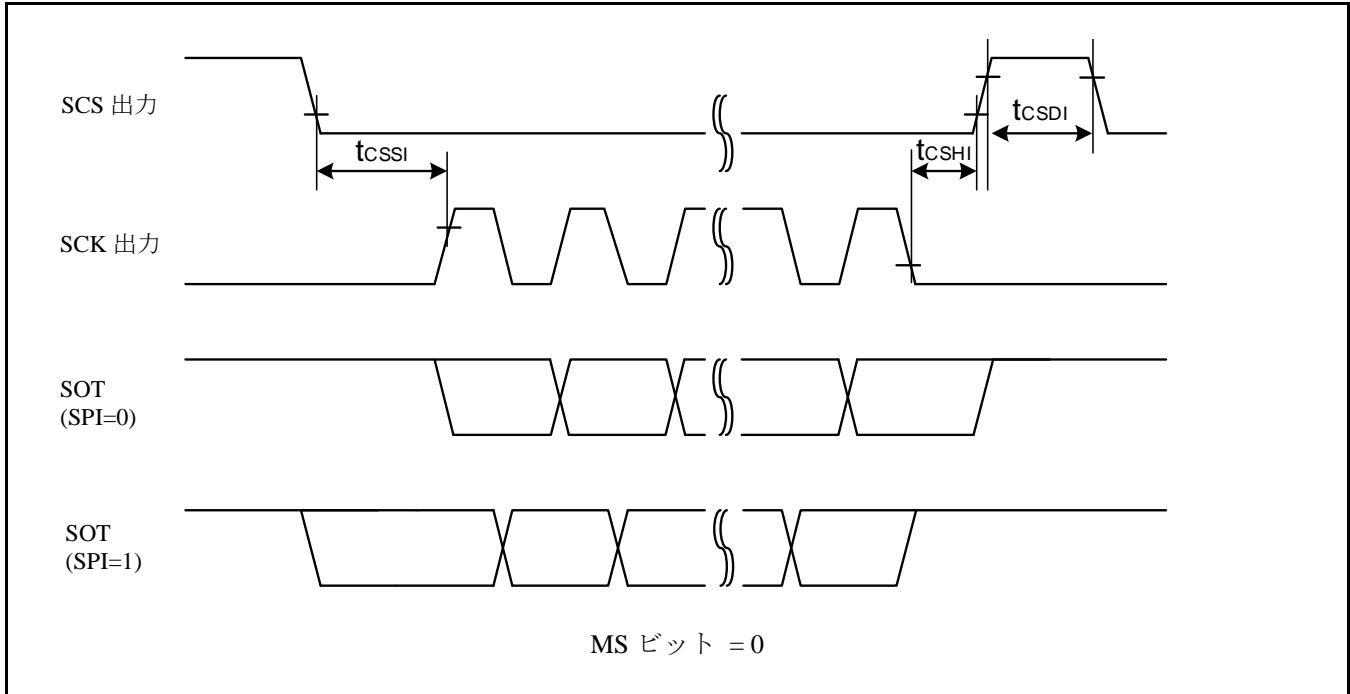 SCS 出力
tCSSI
tCSHI
tCSDI
SCK 出力
SOT
(SPI=0)
SOT
(SPI=1)
MS ビット = 0